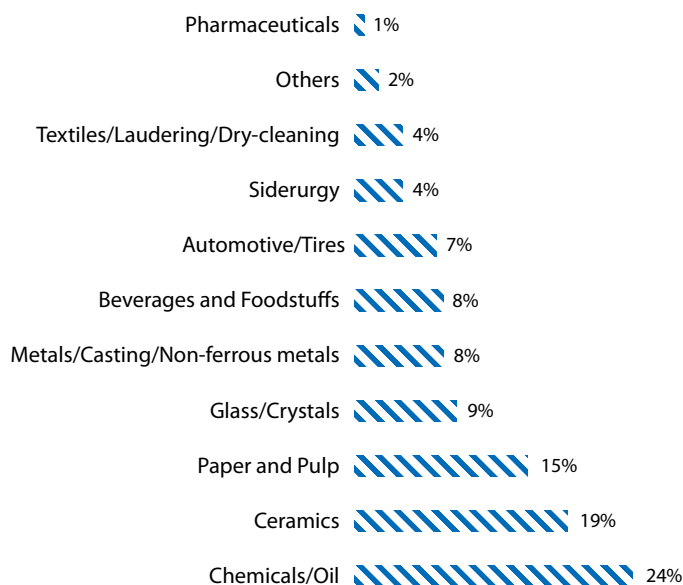 Pharmaceuticals 1%
Others 2%
Textiles/Laudering/Dry-cleaning 4%
Siderurgy 4%
Automotive/Tires 7%
Beverages and Foodstuffs 8%
Metals/Casting/Non-ferrous metals 8%
Glass/Crystals 9%
Paper and Pulp 15%
Ceramics 19%
Chemicals/Oil 24%